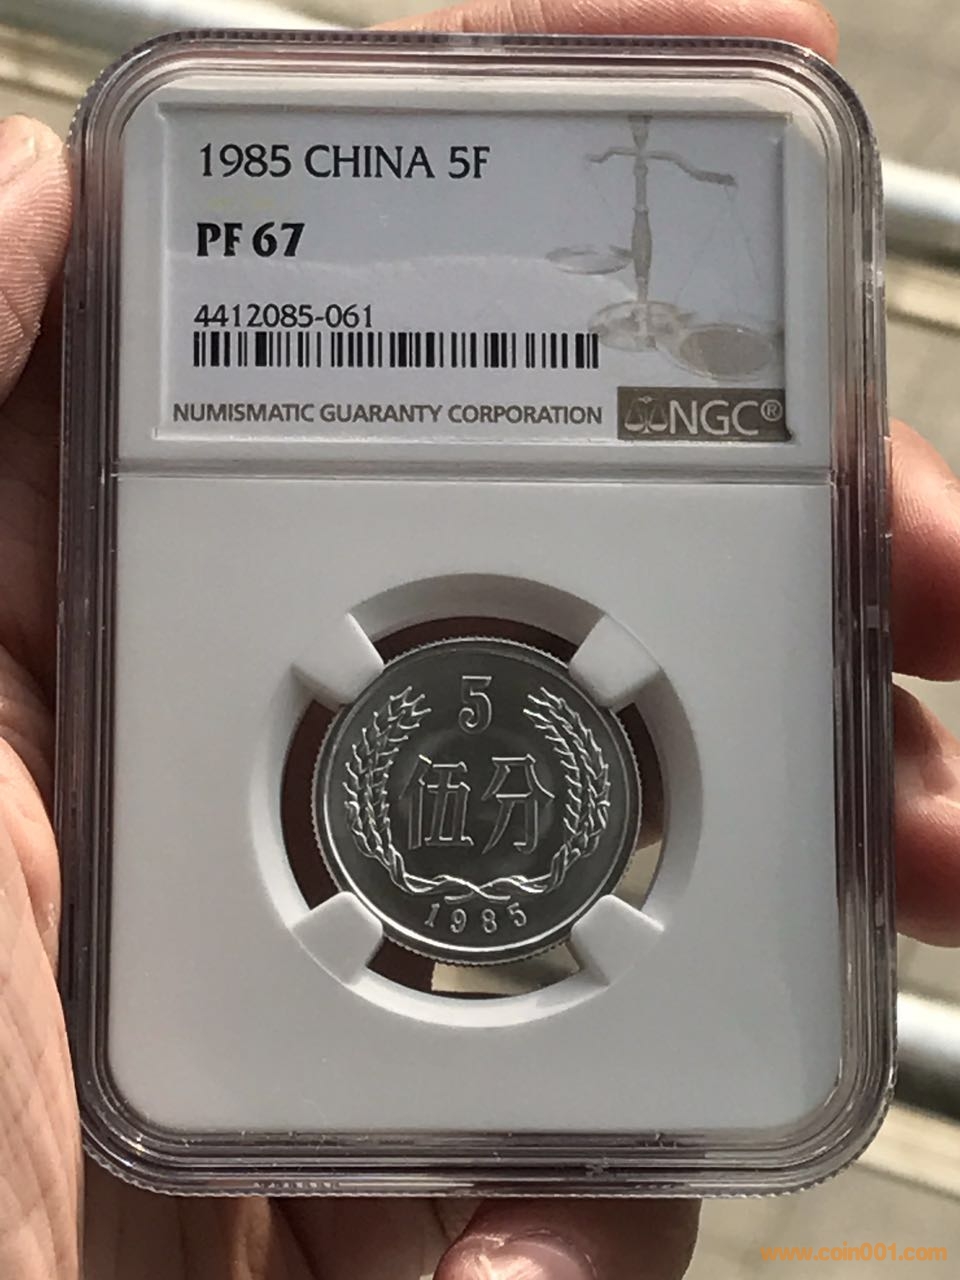 1985 CHINA 5F
PF 67
4412085-061
NUMISMATIC GUARANTY CORPORATION
NGC®
5
伍分
1985
www.coin001.com